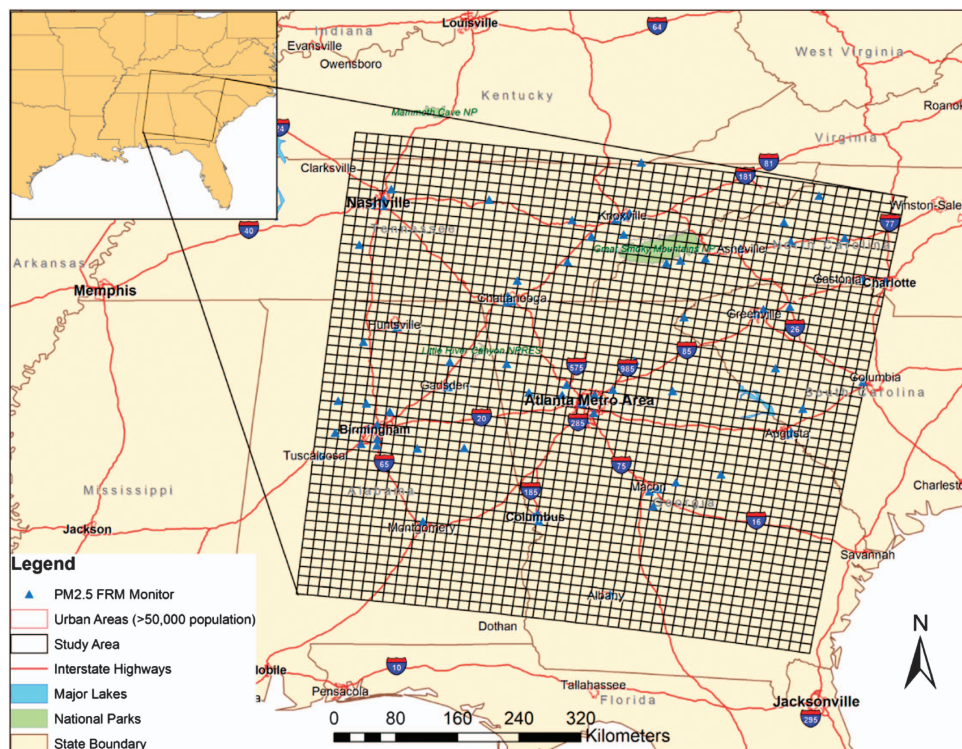 Indiana
Louisville
64
Evansville
Owensboro
West Virginia
Kentucky
Roanok
Mammoth Cave NP
Virginia
24
81
Clarksville
181
Nashville
Winston-Sale
77
40
Tennessee
Knoxville
Asheville
North Carolina
Great Smoky Mountains NP
Arkansas
Memphis
Gastonia
Charlotte
Chattanooga
Greenville
Huntsville
26
Little River Canyon NPRES
85
575
985
Gadsden
Columbia
South Carolina
Atlanta Metro Area
20
285
Birmingham
Augusta
Tuscaloosa
65
75
Mississippi
Alabama
Macon
Georgia
Charlesto
185
Columbus
16
Jackson
Montgomery
Savannah
Albany
Dothan
Legend
PM2.5 FRM Monitor
Urban Areas (>50,000 population)
Study Area
Interstate Highways
Major Lakes
National Parks
State Boundary
obile
10
Pensacola
Tallahassee
Florida
Jacksonville
295
N
0 40 80 160 240 320
Kilometers